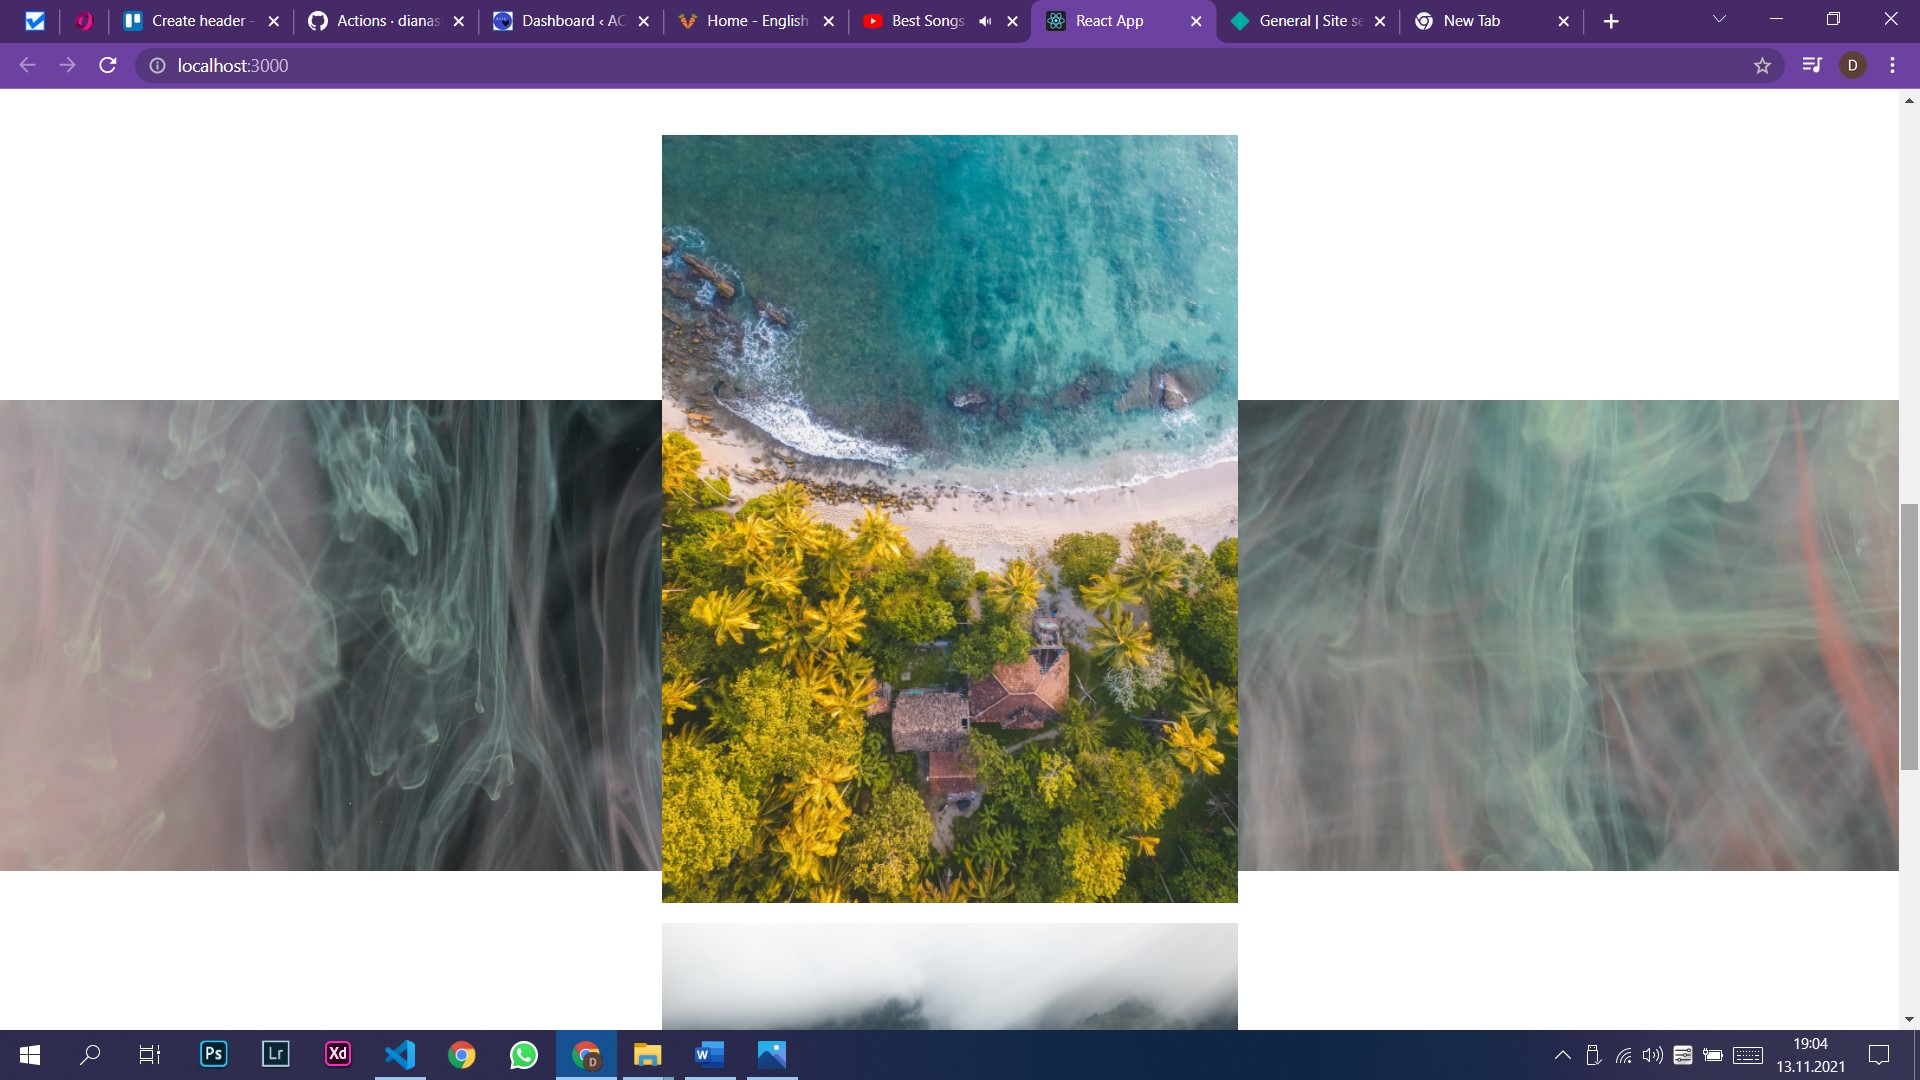 Create header -
Actions · dianas
Dashboard ‹ AC
Home - English
Best Songs
React App
General | Site se
New Tab
localhost:3000
D
Ps
Lr
Xd
W
D
19:04
13.11.2021